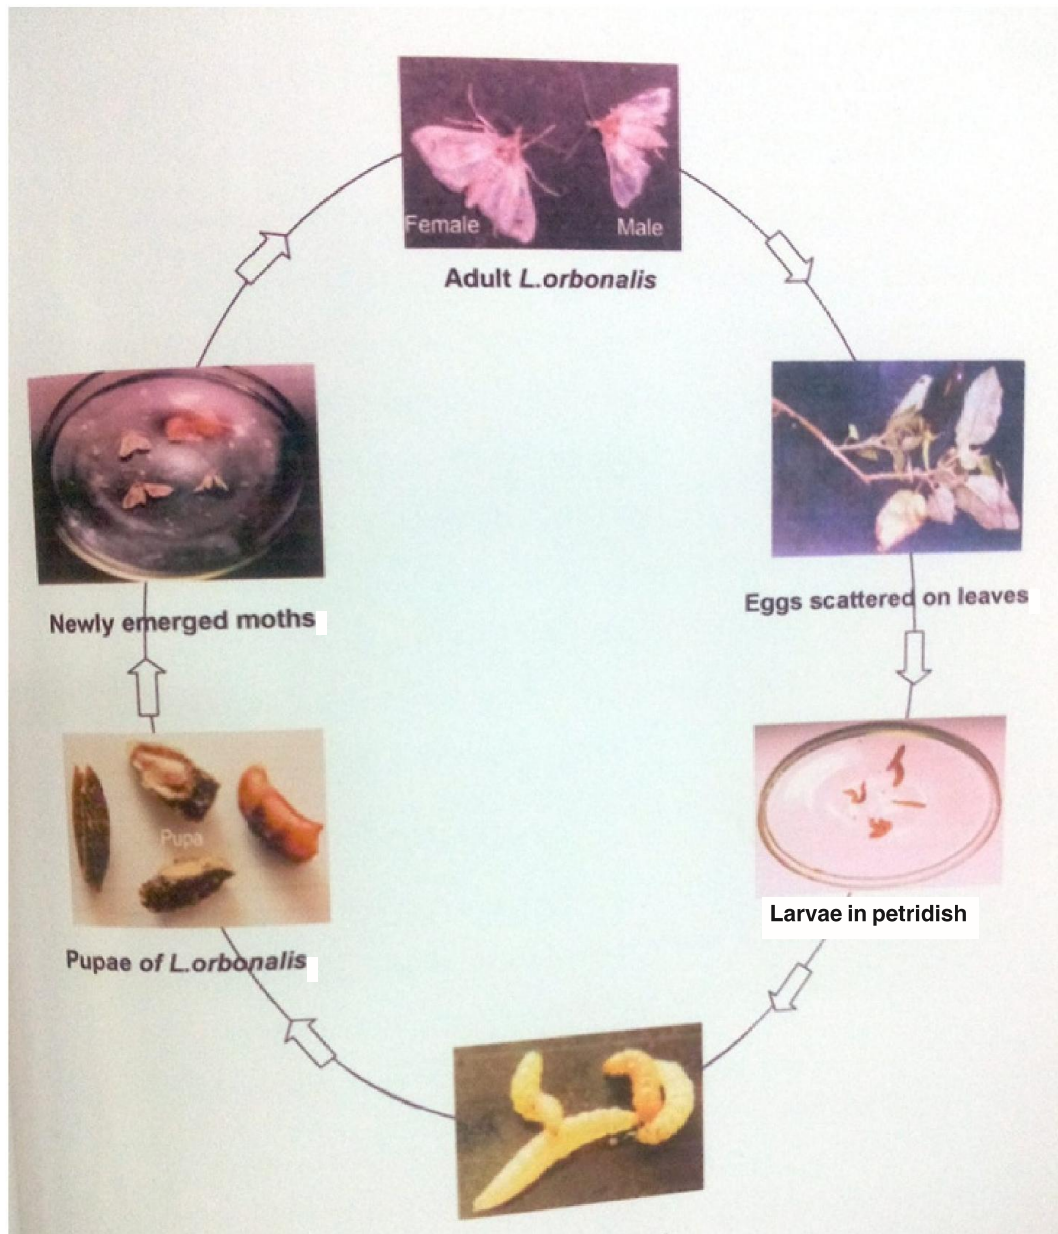 Female
Male
Adult L.orbonalis
Eggs scattered on leaves
Larvae in petridish
Pupa
Pupae of L.orbonalis
Newly emerged moths